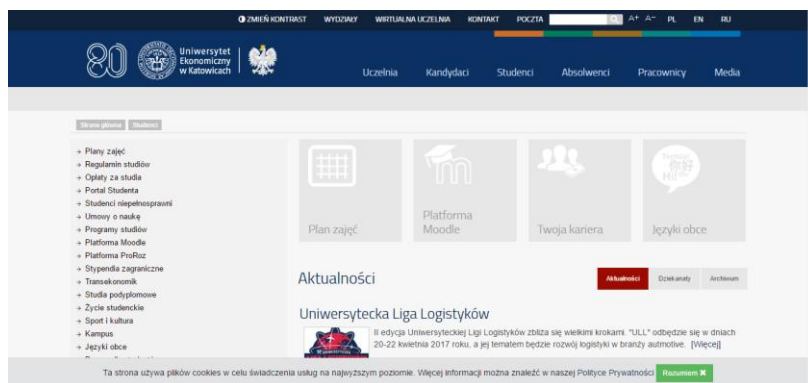 ZMIEŃ KONTRAST WYDZIAŁY WIRTUALNA UCZELNIA KONTAKT POCZTA A+ A- PL EN RU
80
Uniwersytet
Ekonomiczny
w Katowicach
Uczelnia Kandydaci Studenci Absolwenci Pracownicy Media
Strona główna Studenci
Plany zajęć
Regulamin studiów
Opłaty za studia
Portal Studenta
Studenci niepełnosprawni
Umowy o naukę
Programy studiów
Platforma Moodle
Platforma ProRoz
Stypendia zagraniczne
Transekonomik
Studia podyplomowe
Życie studenckie
Sport i kultura
Kampus
Języki obce
Plan zajęć
Platforma
Moodle
Twoja kariera
你好
Hi!
Języki obce
Aktualności
Aktualności Dziekanaty Archiwum
Uniwersytecka Liga Logistyków
II edycja Uniwersyteckiej Ligi Logistyków zbliża się wielkimi krokami. "ULL" odbędzie się w dniach
20-22 kwietnia 2017 roku, a jej tematem będzie rozwój logistyki w branży autmotive. [Więcej]
Ta strona używa plików cookies w celu świadczenia usług na najwyższym poziomie. Więcej informacji można znaleźć w naszej Polityce Prywatności Rozumiem ✖